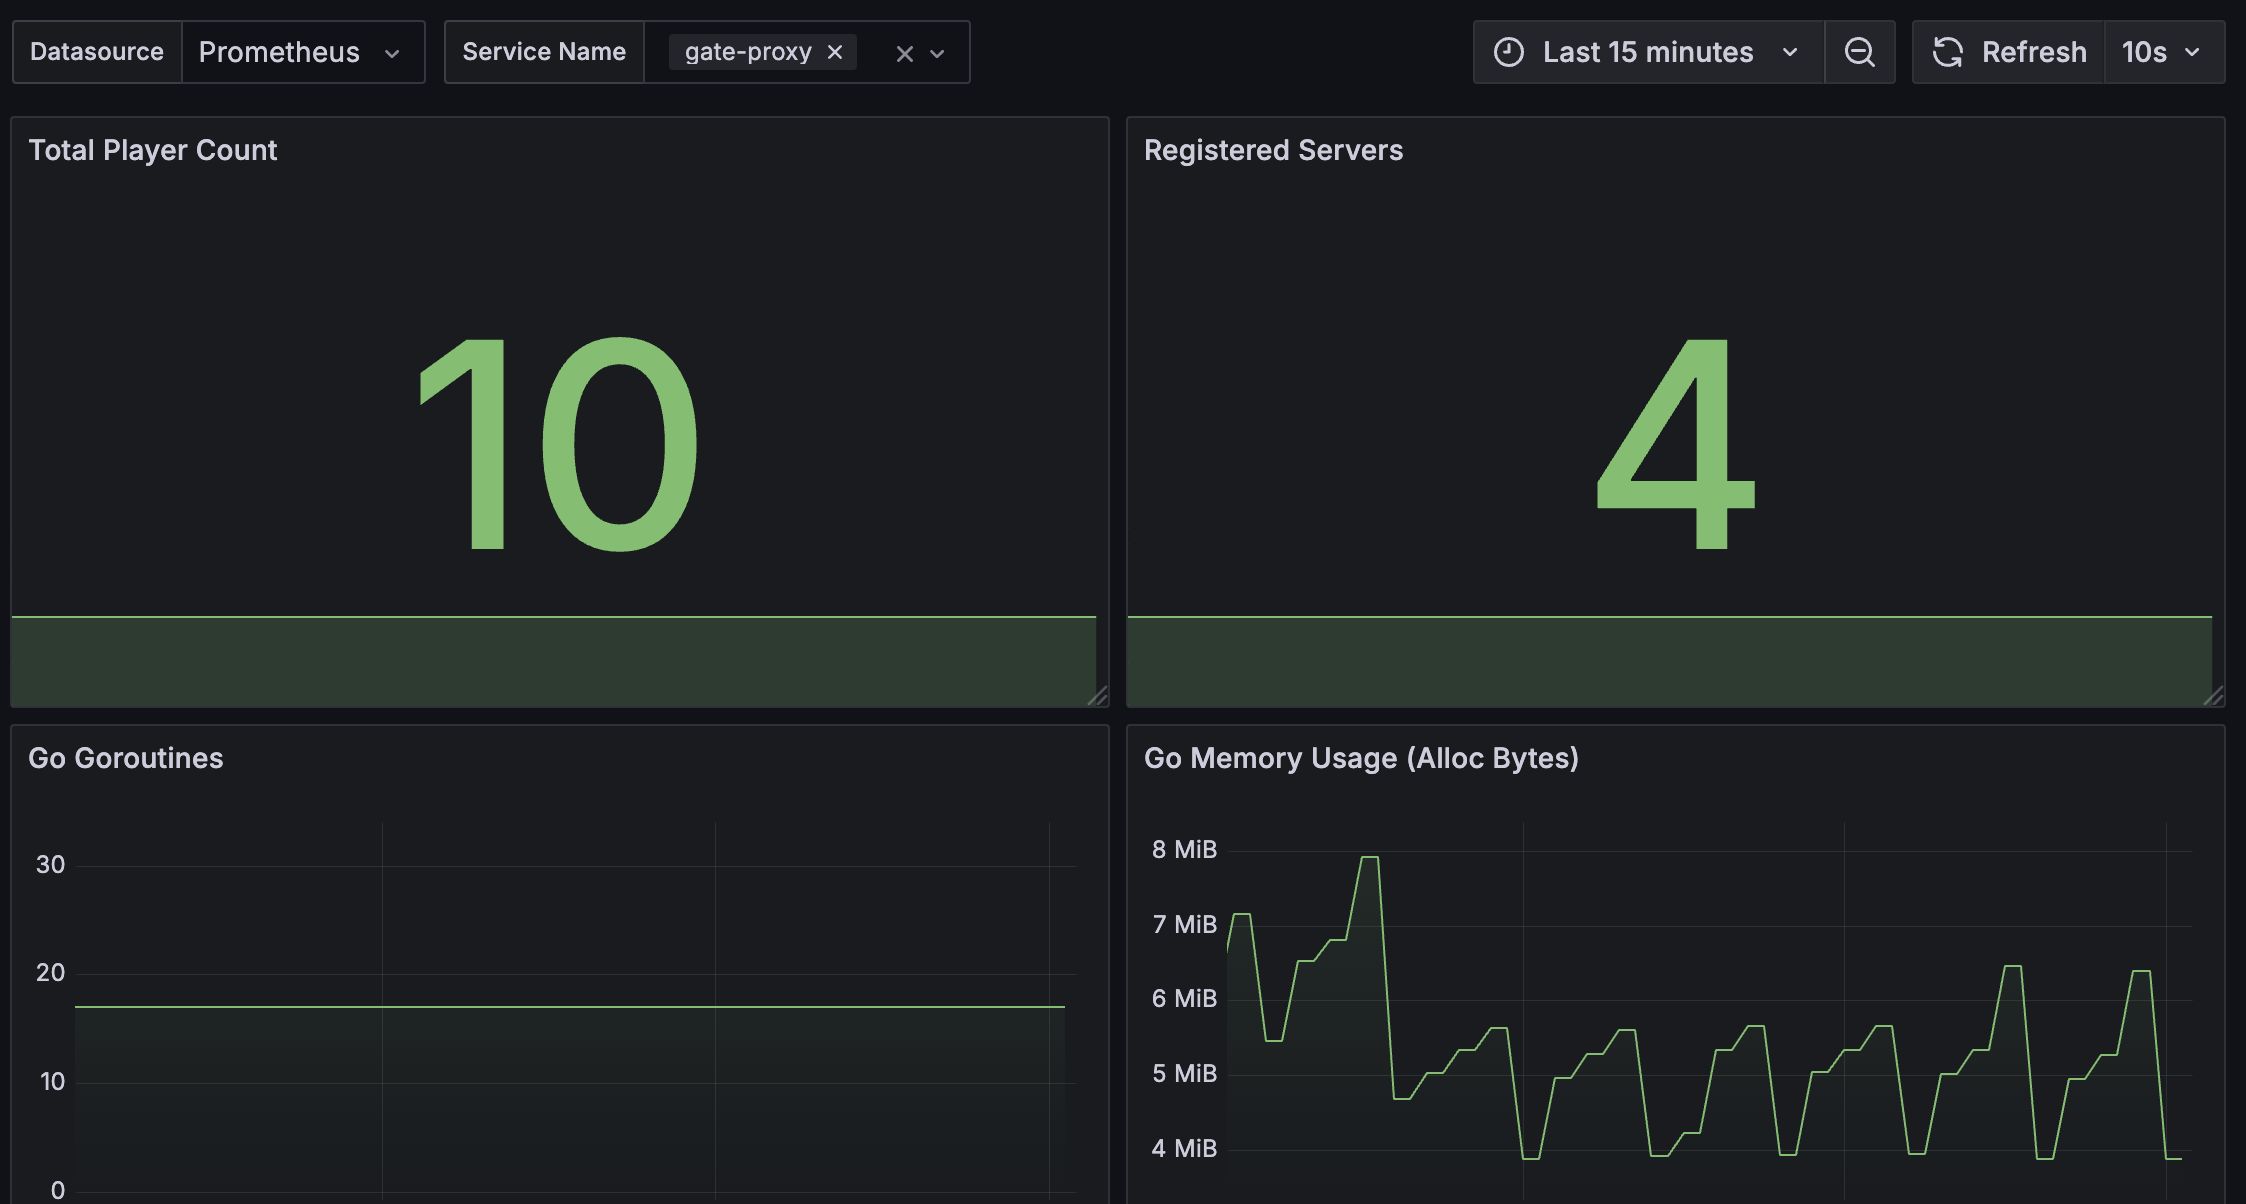 Datasource Prometheus Service Name gate-proxy Last 15 minutes Refresh 10s
Total Player Count
10
Registered Servers
4
Go Goroutines
30
20
10
0
Go Memory Usage (Alloc Bytes)
8 MiB
7 MiB
6 MiB
5 MiB
4 MiB